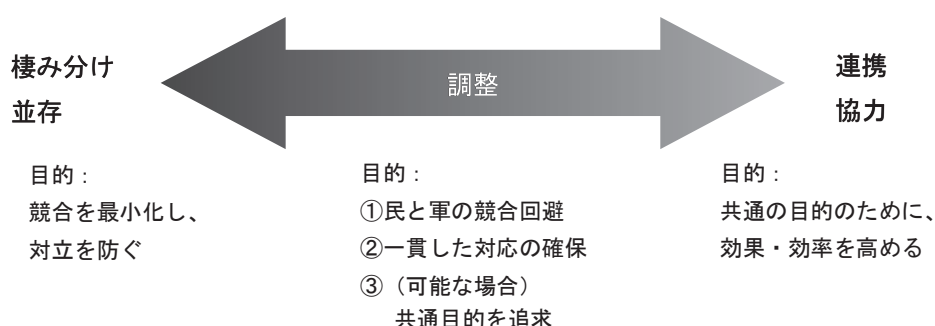 棲み分け
並存
調整
連携
協力
目的：
競合を最小化し、
対立を防ぐ
目的：
①民と軍の競合回避
②一貫した対応の確保
③（可能な場合）
共通目的を追求
目的：
共通の目的のために、
効果・効率を高める